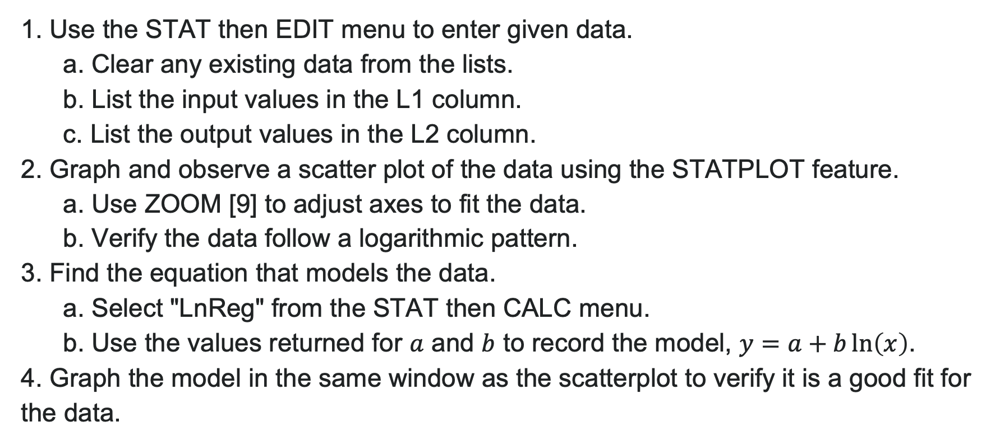 1. Use the STAT then EDIT menu to enter given data.
a. Clear any existing data from the lists.
b. List the input values in the L1 column.
c. List the output values in the L2 column.
2. Graph and observe a scatter plot of the data using the STATPLOT feature.
a. Use ZOOM [9] to adjust axes to fit the data.
b. Verify the data follow a logarithmic pattern.
3. Find the equation that models the data.
a. Select "LnReg" from the STAT then CALC menu.
b. Use the values returned for a and b to record the model, y = a + b ln(x).
4. Graph the model in the same window as the scatterplot to verify it is a good fit for
the data.